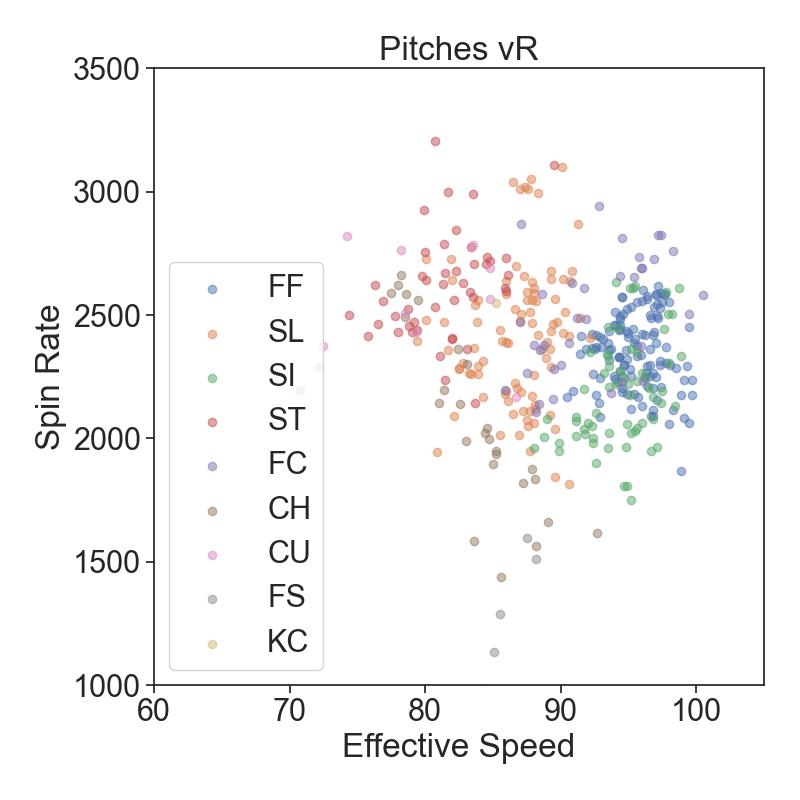 Pitches vR
3500
3000
2500
2000
1500
1000
Spin Rate
FF
SL
SI
ST
FC
CH
CU
FS
KC
60 70 80 90 100
Effective Speed